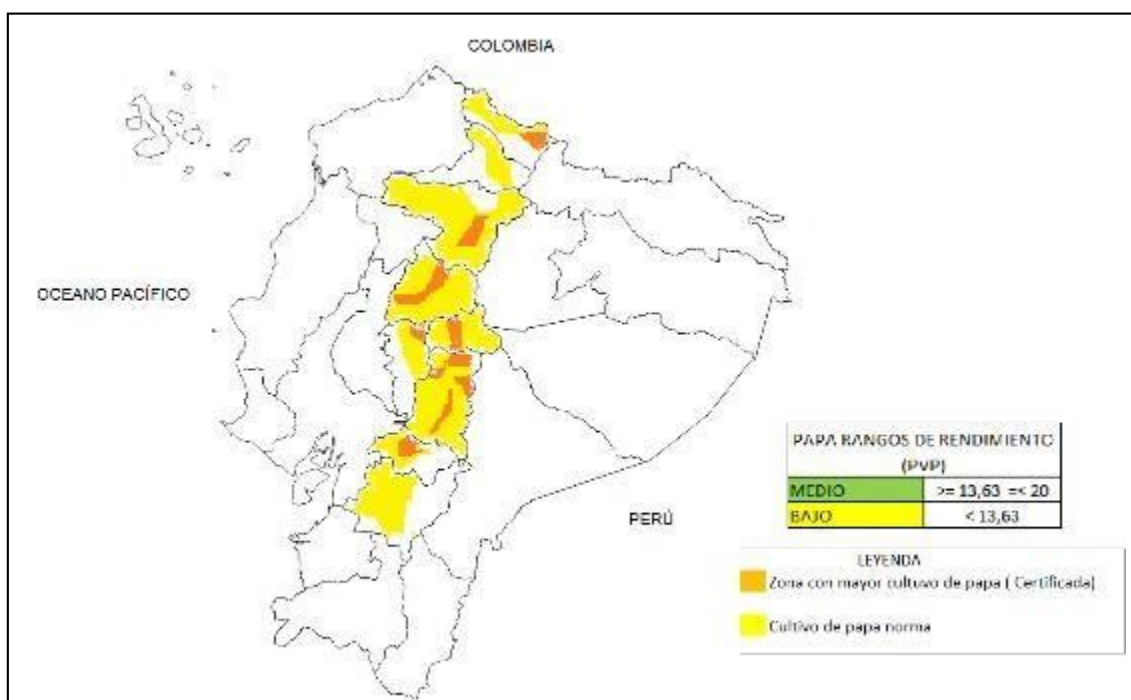 COLOMBIA
OCEANO PACÍFICO
PERÚ
PAPA RANGOS DE RENDIMIENTO
(PVP)
MEDIO >= 13,63 =< 20
BAJO < 13,63
LEYENDA
Zona con mayor cultuvo de papa ( Certificada)
Cultivo de papa norma